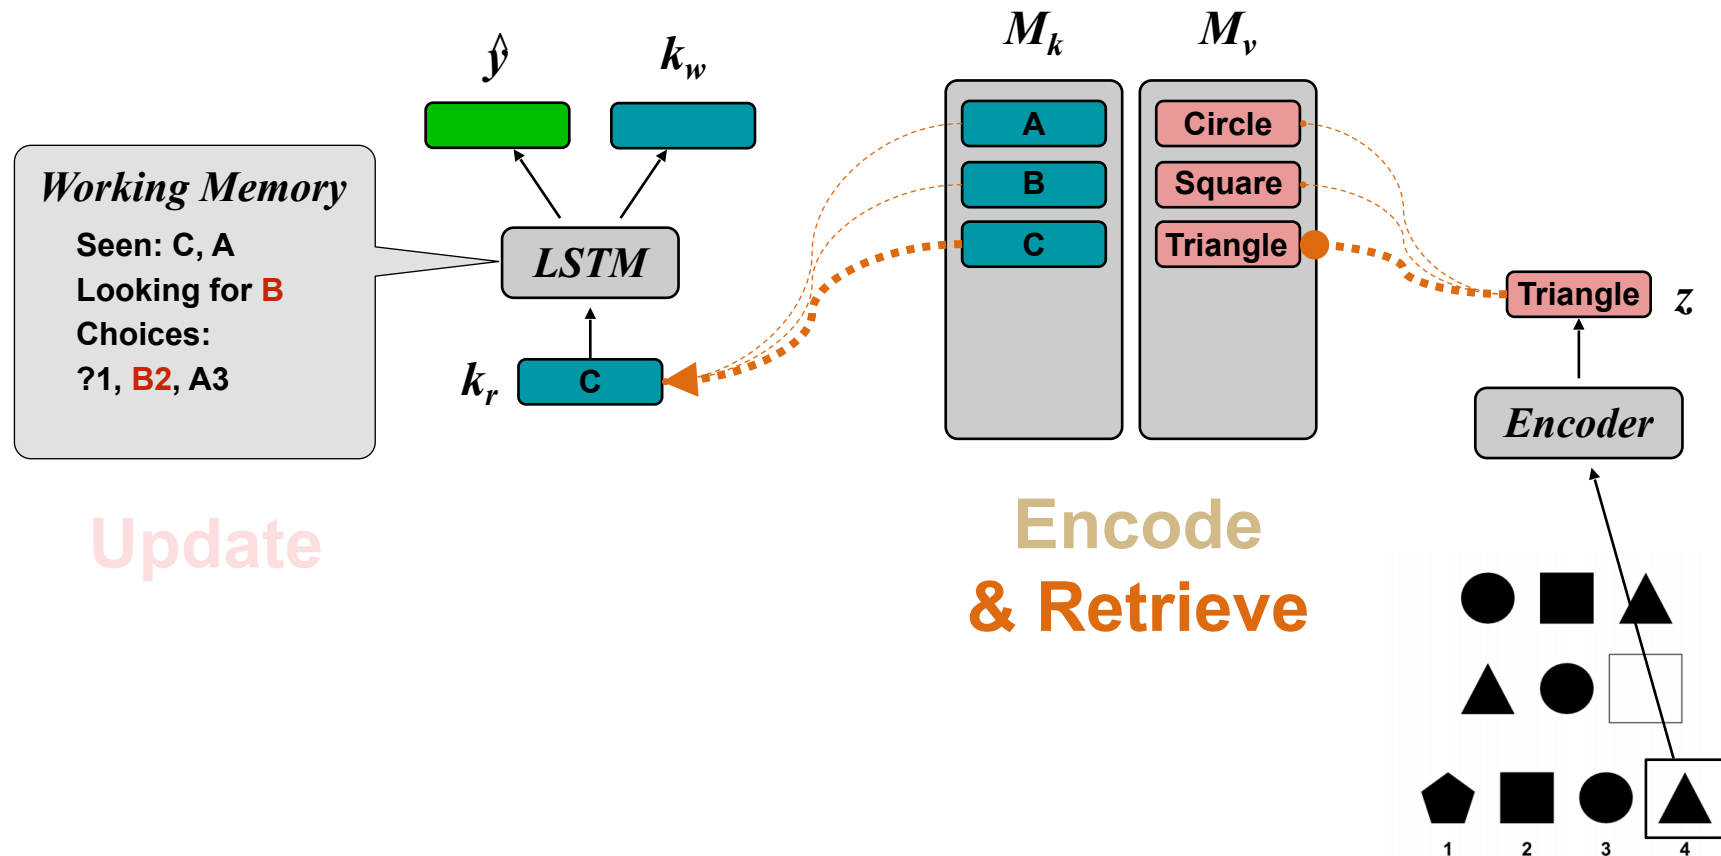 ŷ
k_w
M_k
M_v
Working Memory
Seen: C, A
Looking for B
Choices:
?1, B2, A3
LSTM
k_r
C
A
B
C
Circle
Square
Triangle
Triangle
z
Encoder
Update
Encode
& Retrieve
1 2 3 4